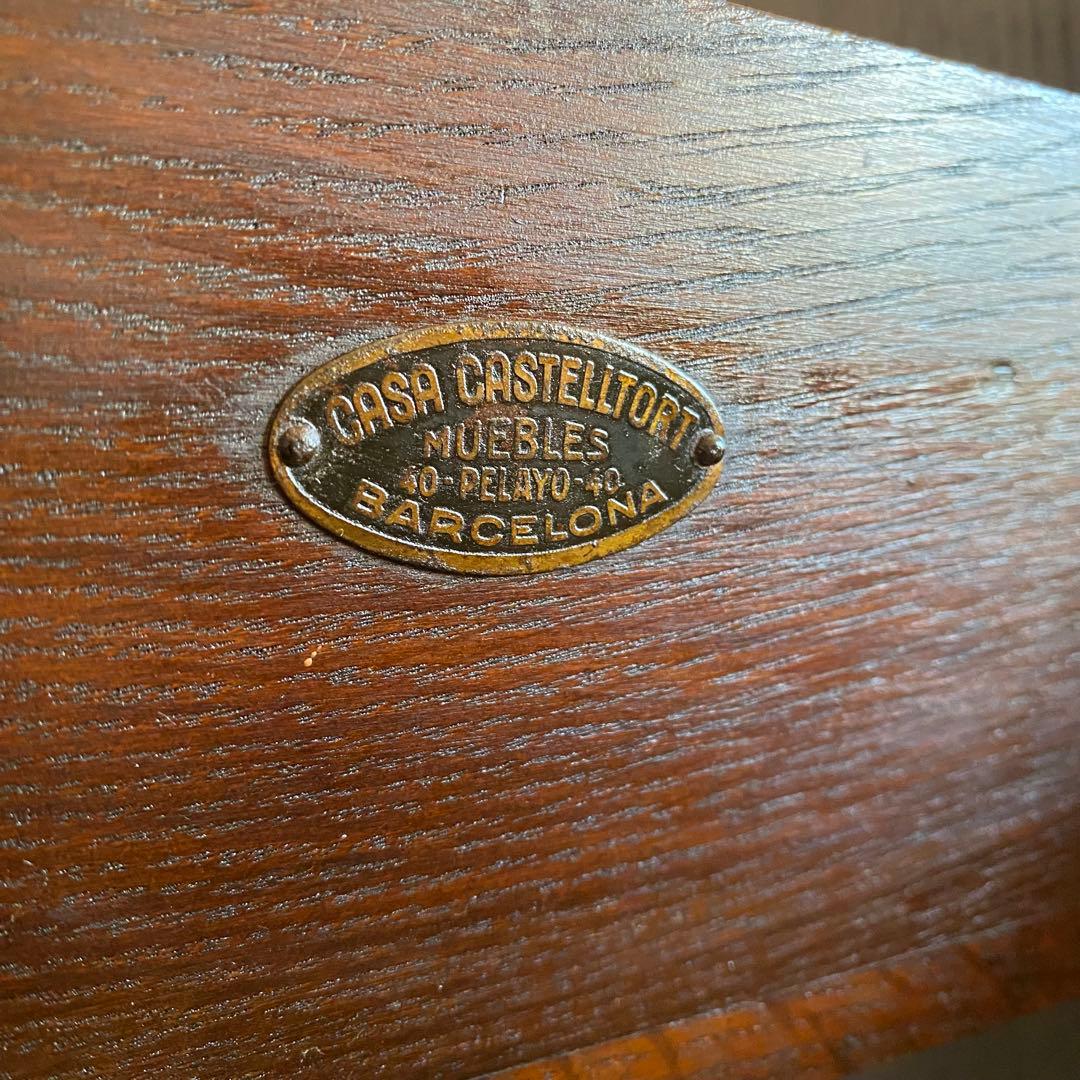 CASA CASTELLTORT
MUEBLES
40-PELAYO-40
BARCELONA